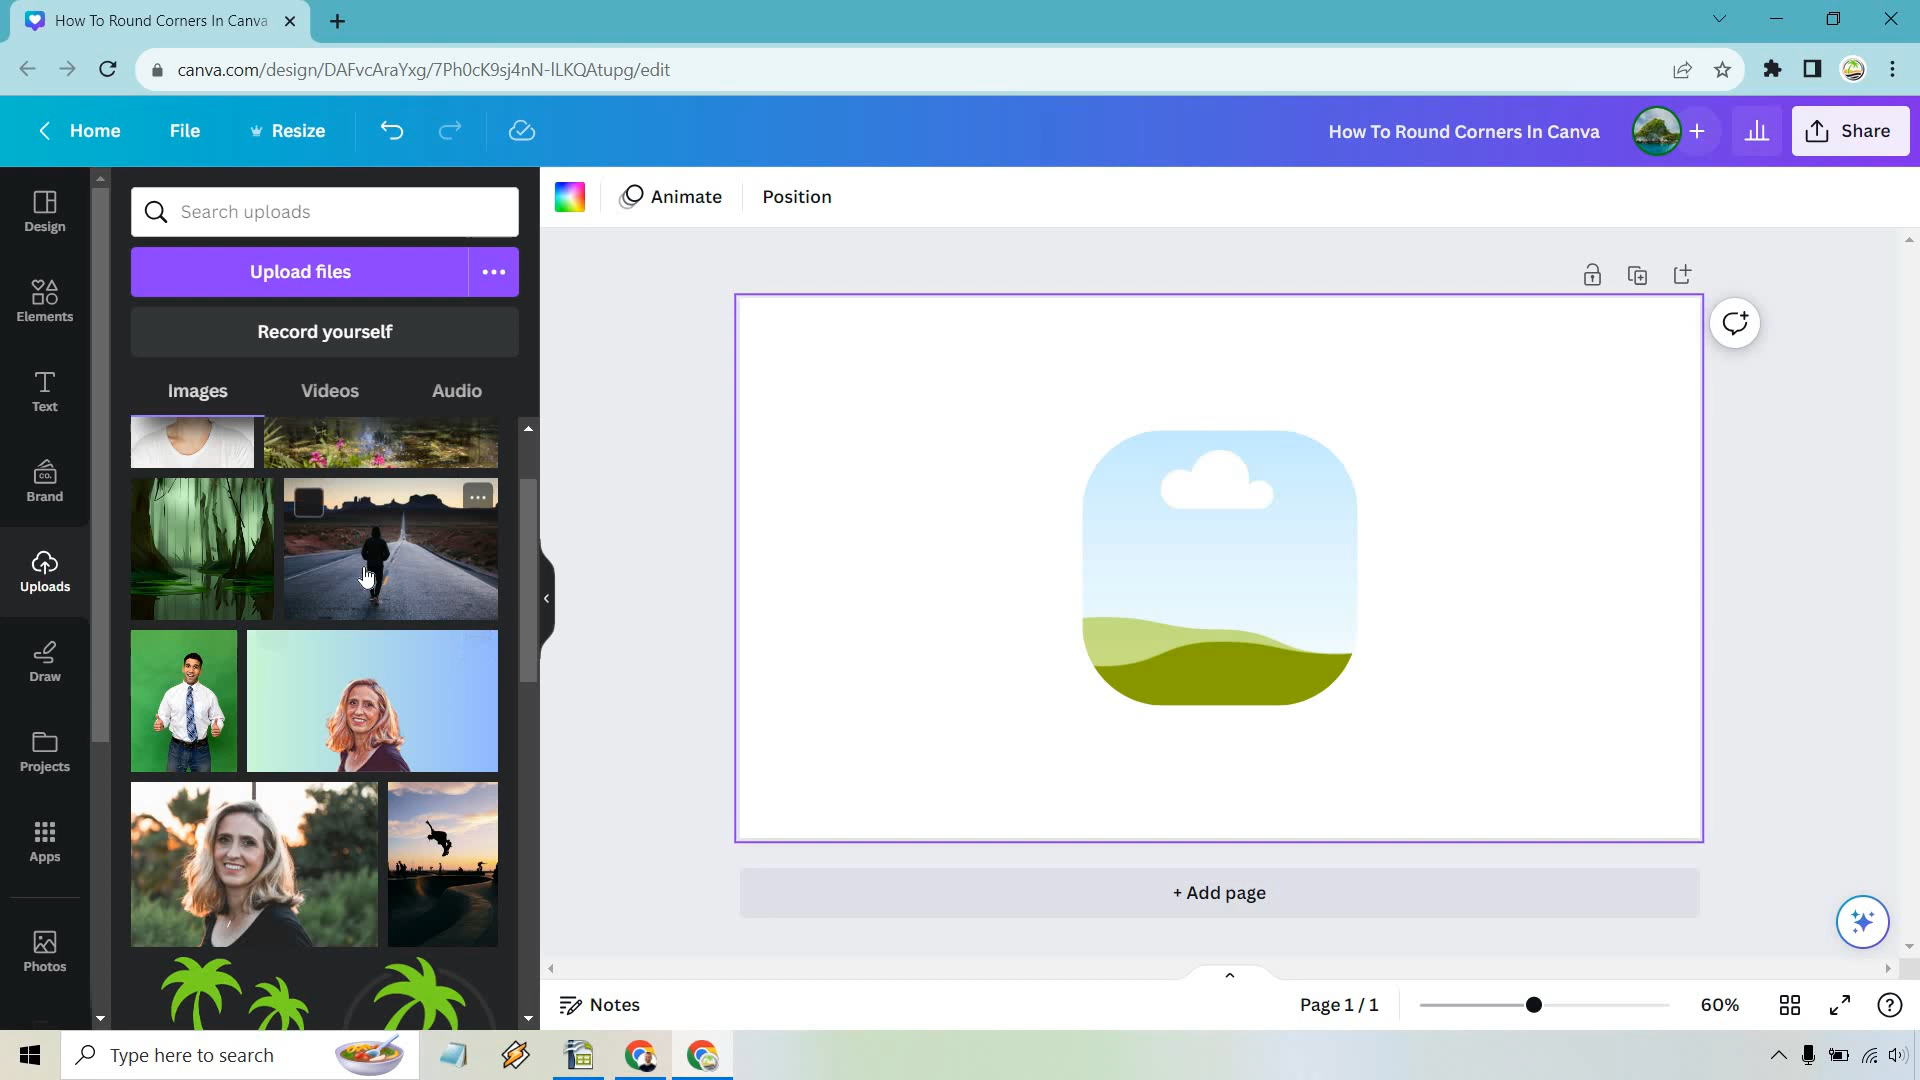 How To Round Corners In Canva
canva.com/design/DAFvcAraYxg/7Ph0cK9sj4nN-lLKQAtupg/edit
Home
File
Resize
How To Round Corners In Canva
Share
Design
Elements
Text
CO.
Brand
Uploads
Draw
Projects
Apps
Photos
Search uploads
Upload files
Record yourself
Images
Videos
Audio
Animate
Position
+ Add page
Notes
Page 1 / 1
60%
Type here to search